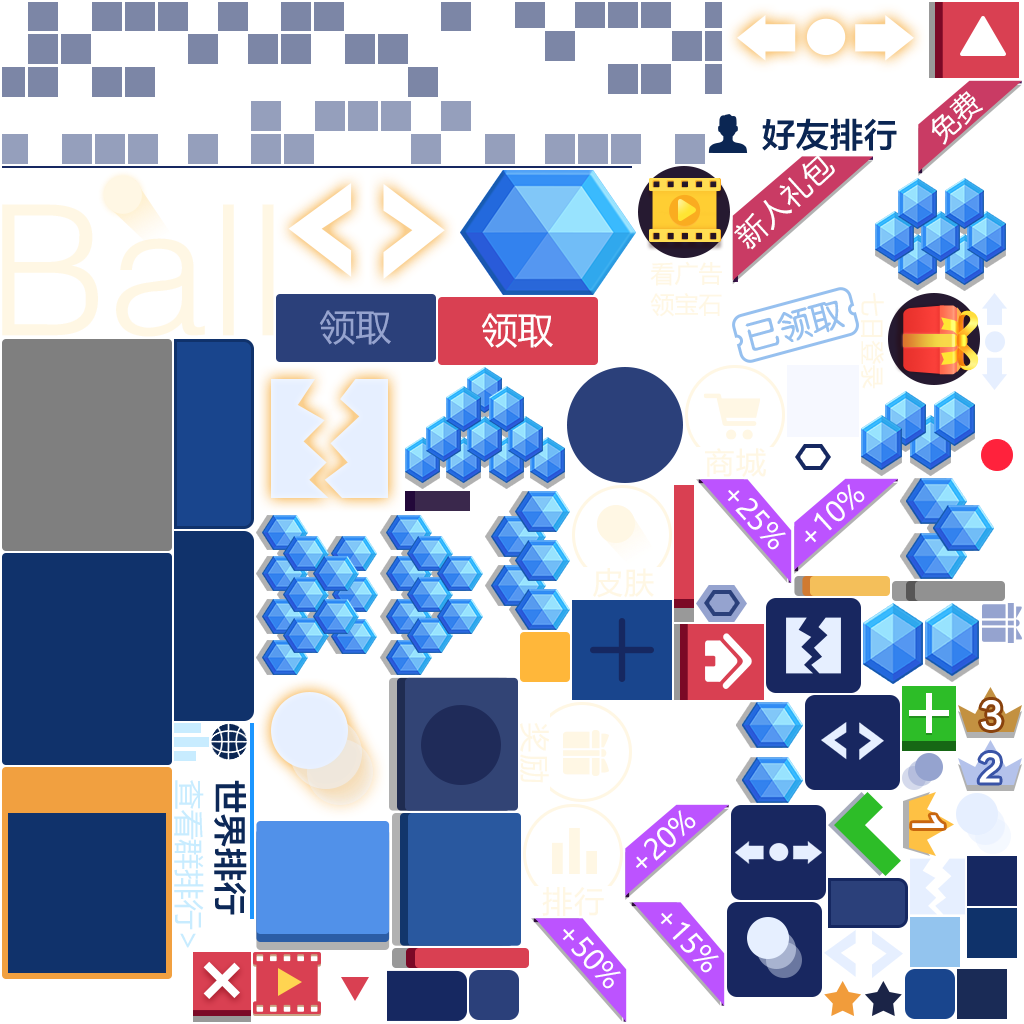 好友排行
免费
新人礼包
Ball
看广告
领宝石
领取
领取
已领取
七日登录
商城
+25%
+10%
皮肤
奖励
3
2
1
世界排行
查看群排行>
排行
+20%
+50%
+15%